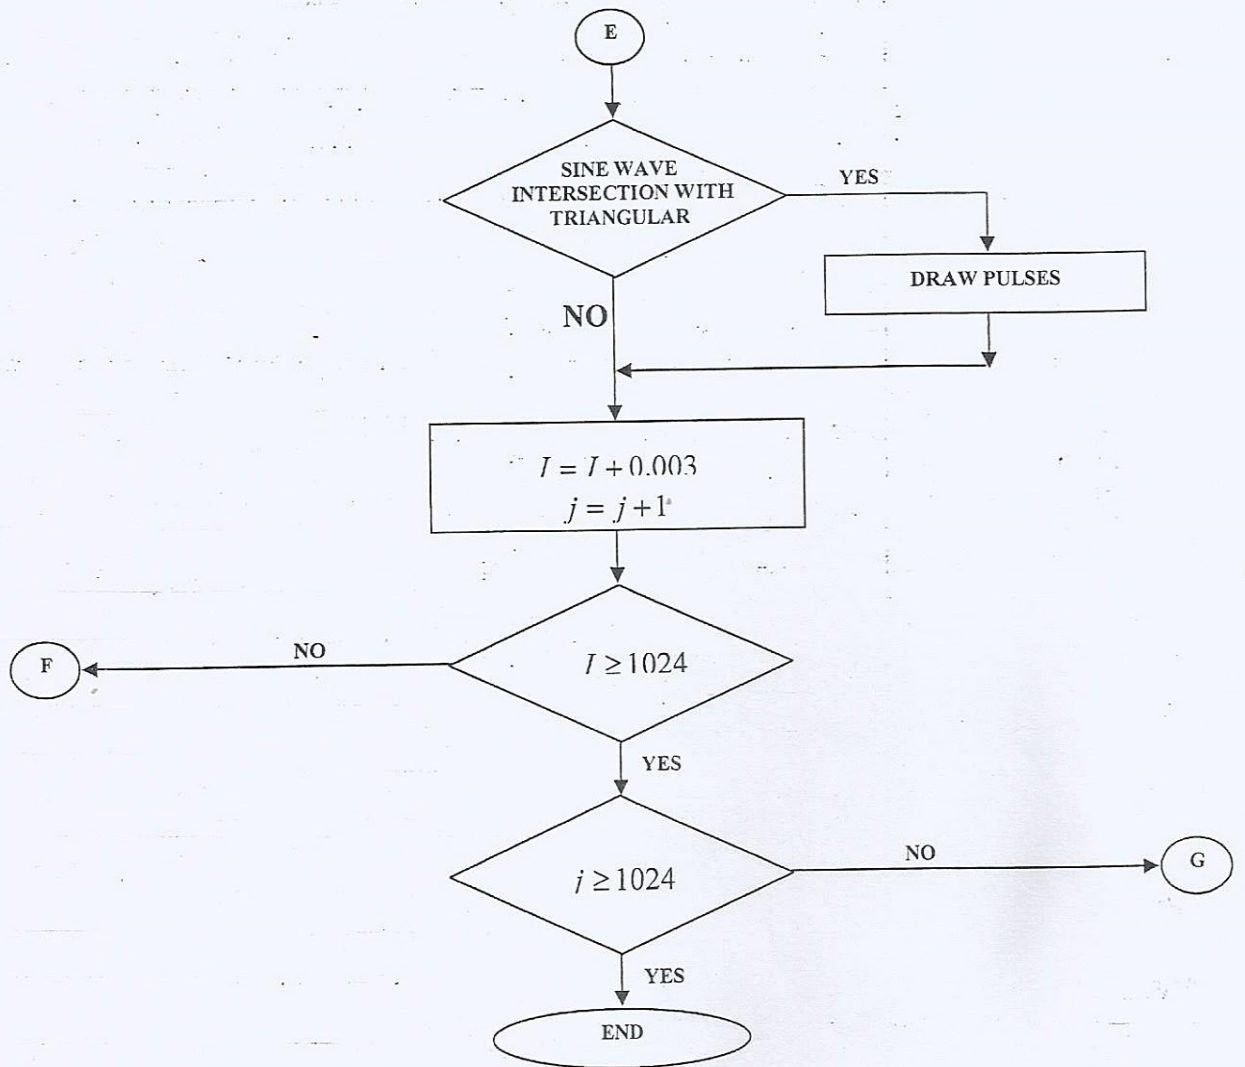 E
SINE WAVE
INTERSECTION WITH
TRIANGULAR
YES
DRAW PULSES
NO
I = I + 0.003
j = j + 1
NO
F
I ≥ 1024
YES
j ≥ 1024
NO
G
YES
END